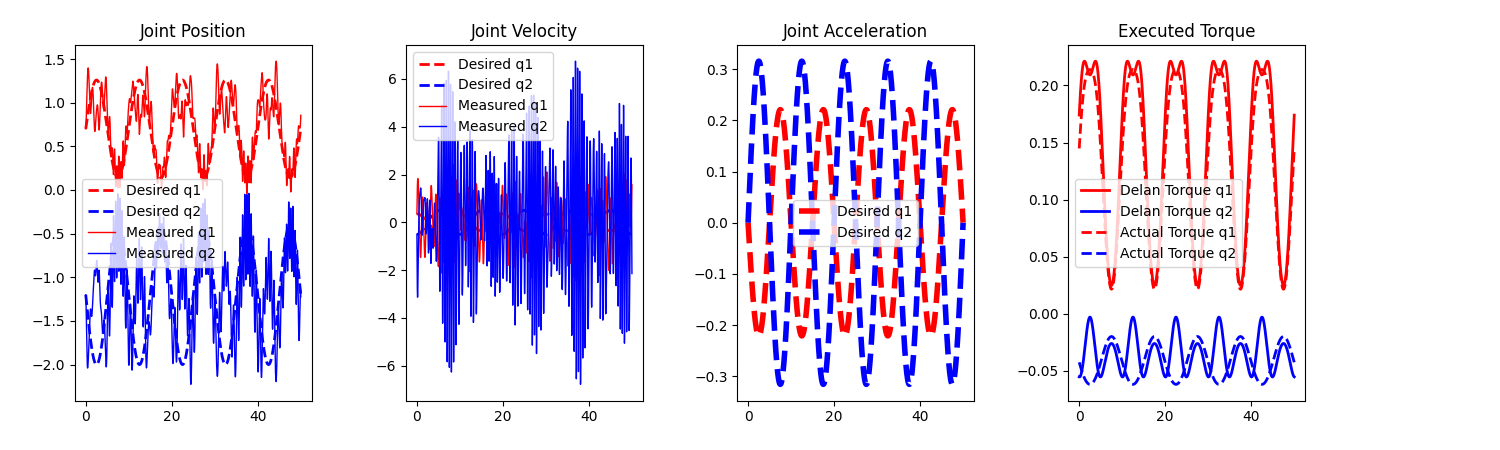 Joint Position
1.5
1.0
0.5
0.0
−0.5
−1.0
−1.5
−2.0
0
20
40
Desired q1
Desired q2
Measured q1
Measured q2
Joint Velocity
6
4
2
0
−2
−4
−6
0
20
40
Desired q1
Desired q2
Measured q1
Measured q2
Joint Acceleration
0.3
0.2
0.1
0.0
−0.1
−0.2
−0.3
0
20
40
Desired q1
Desired q2
Executed Torque
0.20
0.15
0.10
0.05
0.00
−0.05
0
20
40
Delan Torque q1
Delan Torque q2
Actual Torque q1
Actual Torque q2